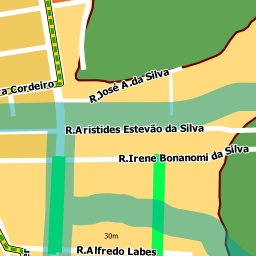 a Cordeiro
R.José A.da Silva
R.Aristides Estevão da Silva
R.Irene Bonanomi da Silva
30m
R.Alfredo Labes